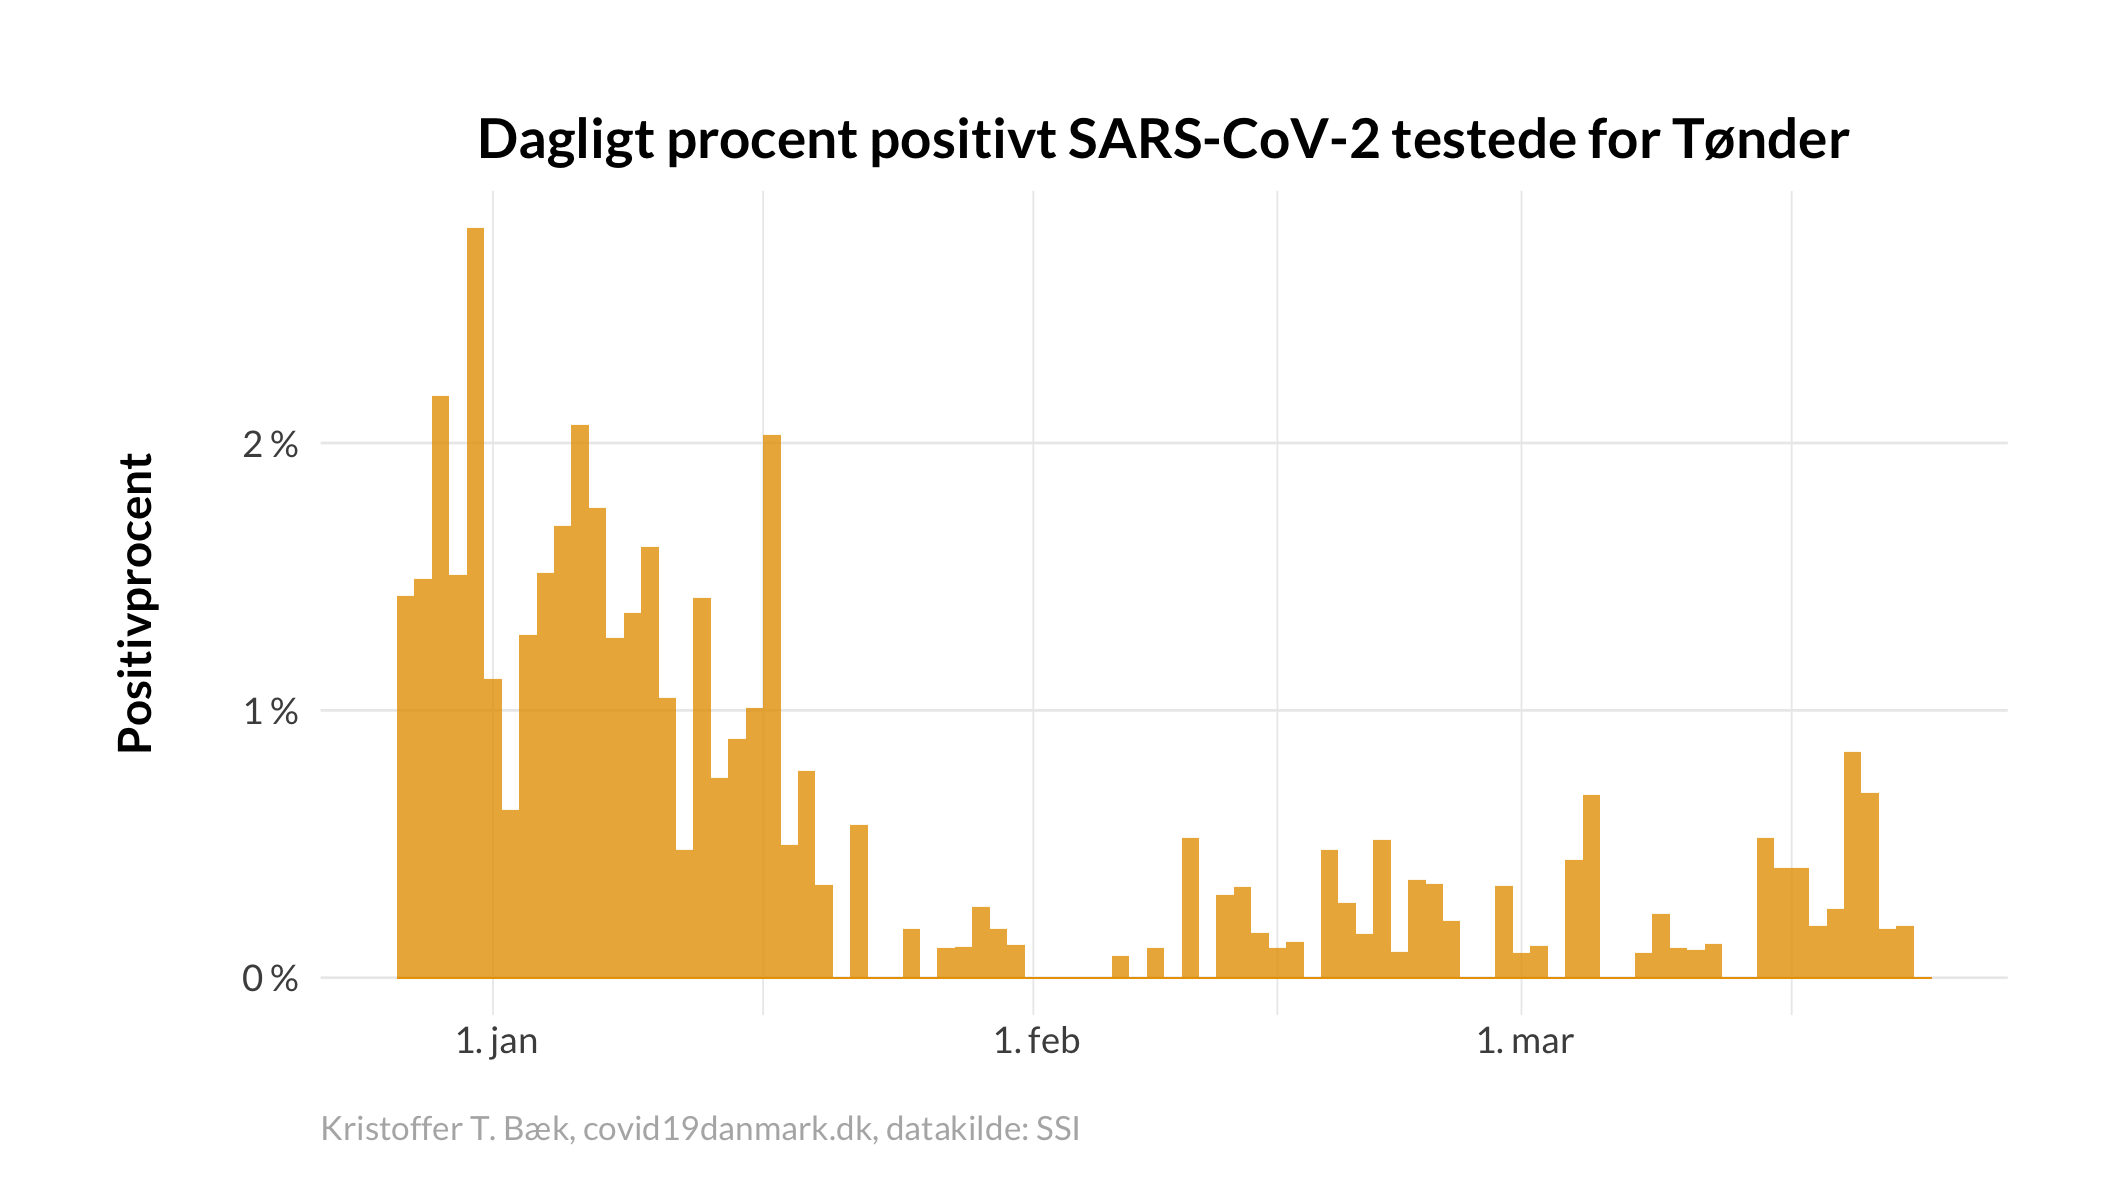 Dagligt procent positivt SARS-CoV-2 testede for Tønder
Positivprocent
2 %
1 %
0 %
1. jan
1. feb
1. mar
Kristoffer T. Bæk, covid19danmark.dk, datakilde: SSI